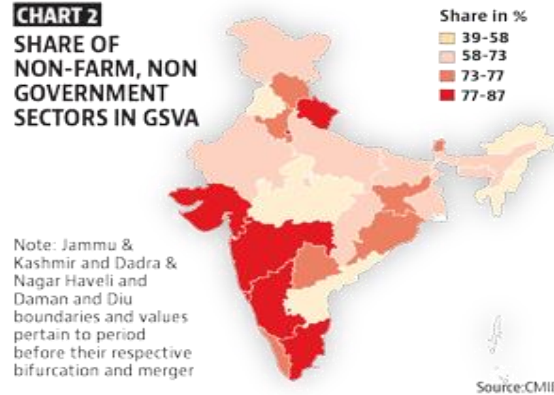 CHART 2
SHARE OF
NON-FARM, NON
GOVERNMENT
SECTORS IN GSVA
Share in %
39-58
58-73
73-77
77-87
Note: Jammu &
Kashmir and Dadra &
Nagar Haveli and
Daman and Diu
boundaries and values
pertain to period
before their respective
bifurcation and merger
Source:CMIE